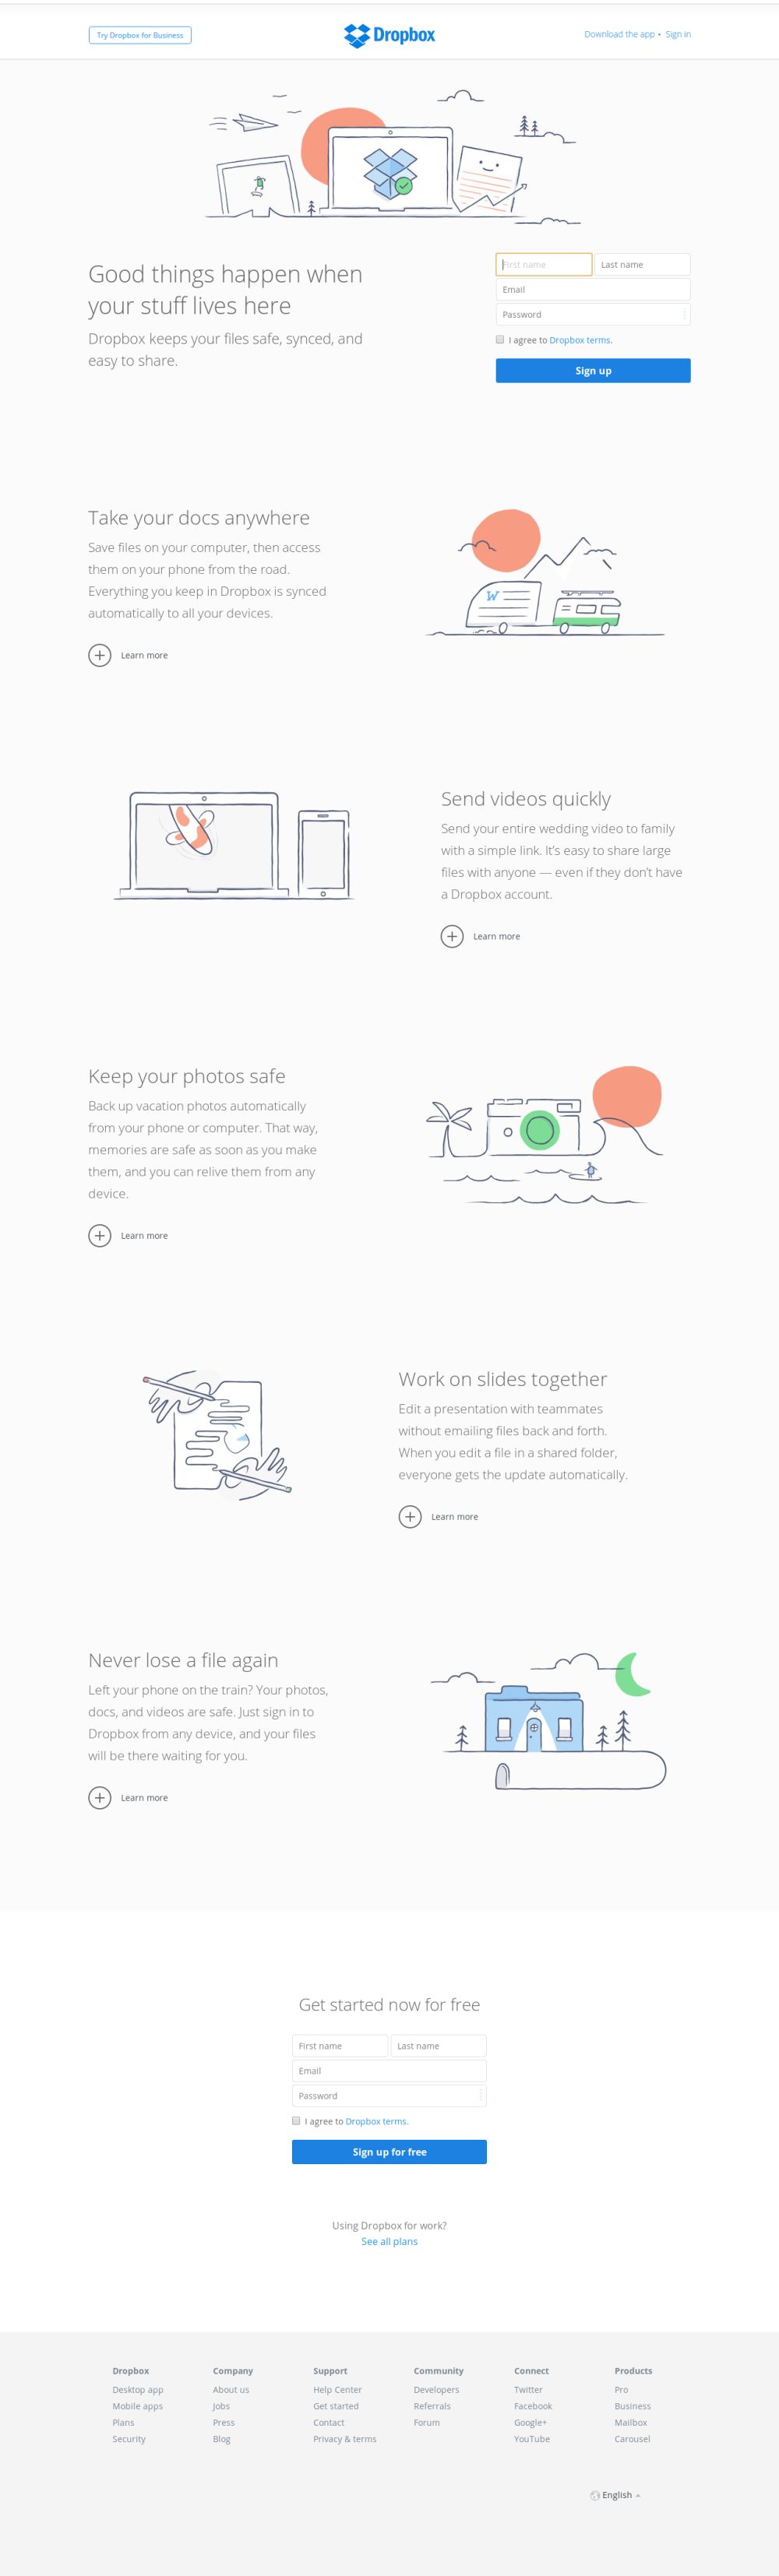 Try Dropbox for Business
Dropbox
Download the app • Sign in
Good things happen when
your stuff lives here
Dropbox keeps your files safe, synced, and
easy to share.
First name
Last name
Email
Password
I agree to Dropbox terms.
Sign up
Take your docs anywhere
Save files on your computer, then access
them on your phone from the road.
Everything you keep in Dropbox is synced
automatically to all your devices.
Learn more
W
Send videos quickly
Send your entire wedding video to family
with a simple link. It’s easy to share large
files with anyone — even if they don’t have
a Dropbox account.
Learn more
Keep your photos safe
Back up vacation photos automatically
from your phone or computer. That way,
memories are safe as soon as you make
them, and you can relive them from any
device.
Learn more
Work on slides together
Edit a presentation with teammates
without emailing files back and forth.
When you edit a file in a shared folder,
everyone gets the update automatically.
Learn more
Never lose a file again
Left your phone on the train? Your photos,
docs, and videos are safe. Just sign in to
Dropbox from any device, and your files
will be there waiting for you.
Learn more
Get started now for free
First name
Last name
Email
Password
I agree to Dropbox terms.
Sign up for free
Using Dropbox for work?
See all plans
Dropbox
Desktop app
Mobile apps
Plans
Security
Company
About us
Jobs
Press
Blog
Support
Help Center
Get started
Contact
Privacy & terms
Community
Developers
Referrals
Forum
Connect
Twitter
Facebook
Google+
YouTube
Products
Pro
Business
Mailbox
Carousel
English